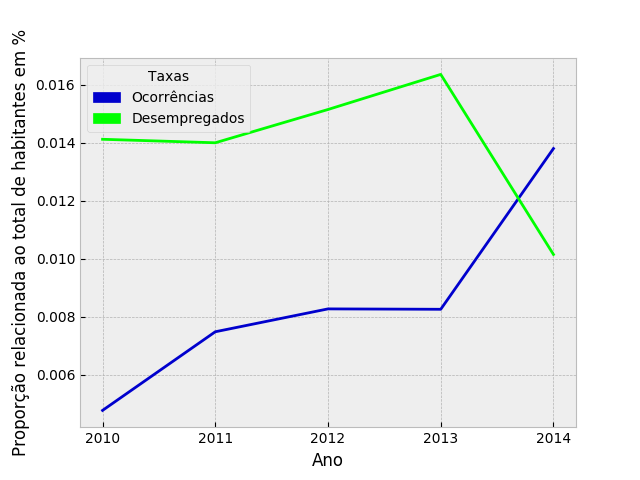 Proporção relacionada ao total de habitantes em %
0.016
0.014
0.012
0.010
0.008
0.006
Taxas
Ocorrências
Desempregados
2010 2011 2012 2013 2014
Ano